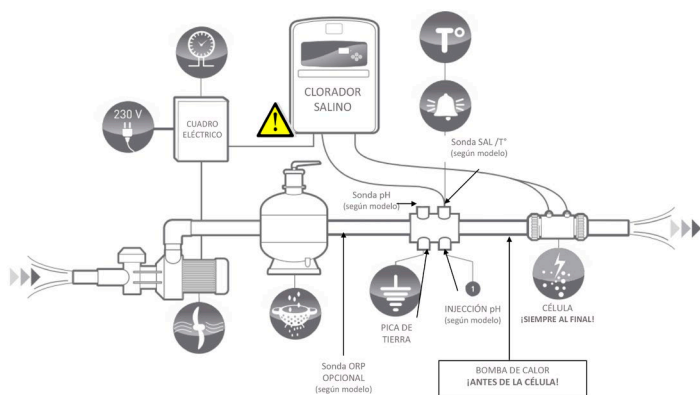 T°
CLORADOR
SALINO
230 V
CUADRO
ELÉCTRICO
Sonda SAL /T°
(según modelo)
Sonda pH
(según modelo)
1
PICA DE
TIERRA
INJECCIÓN pH
(según modelo)
CÉLULA
¡SIEMPRE AL FINAL!
Sonda ORP
OPCIONAL
(según modelo)
BOMBA DE CALOR
¡ANTES DE LA CÉLULA!